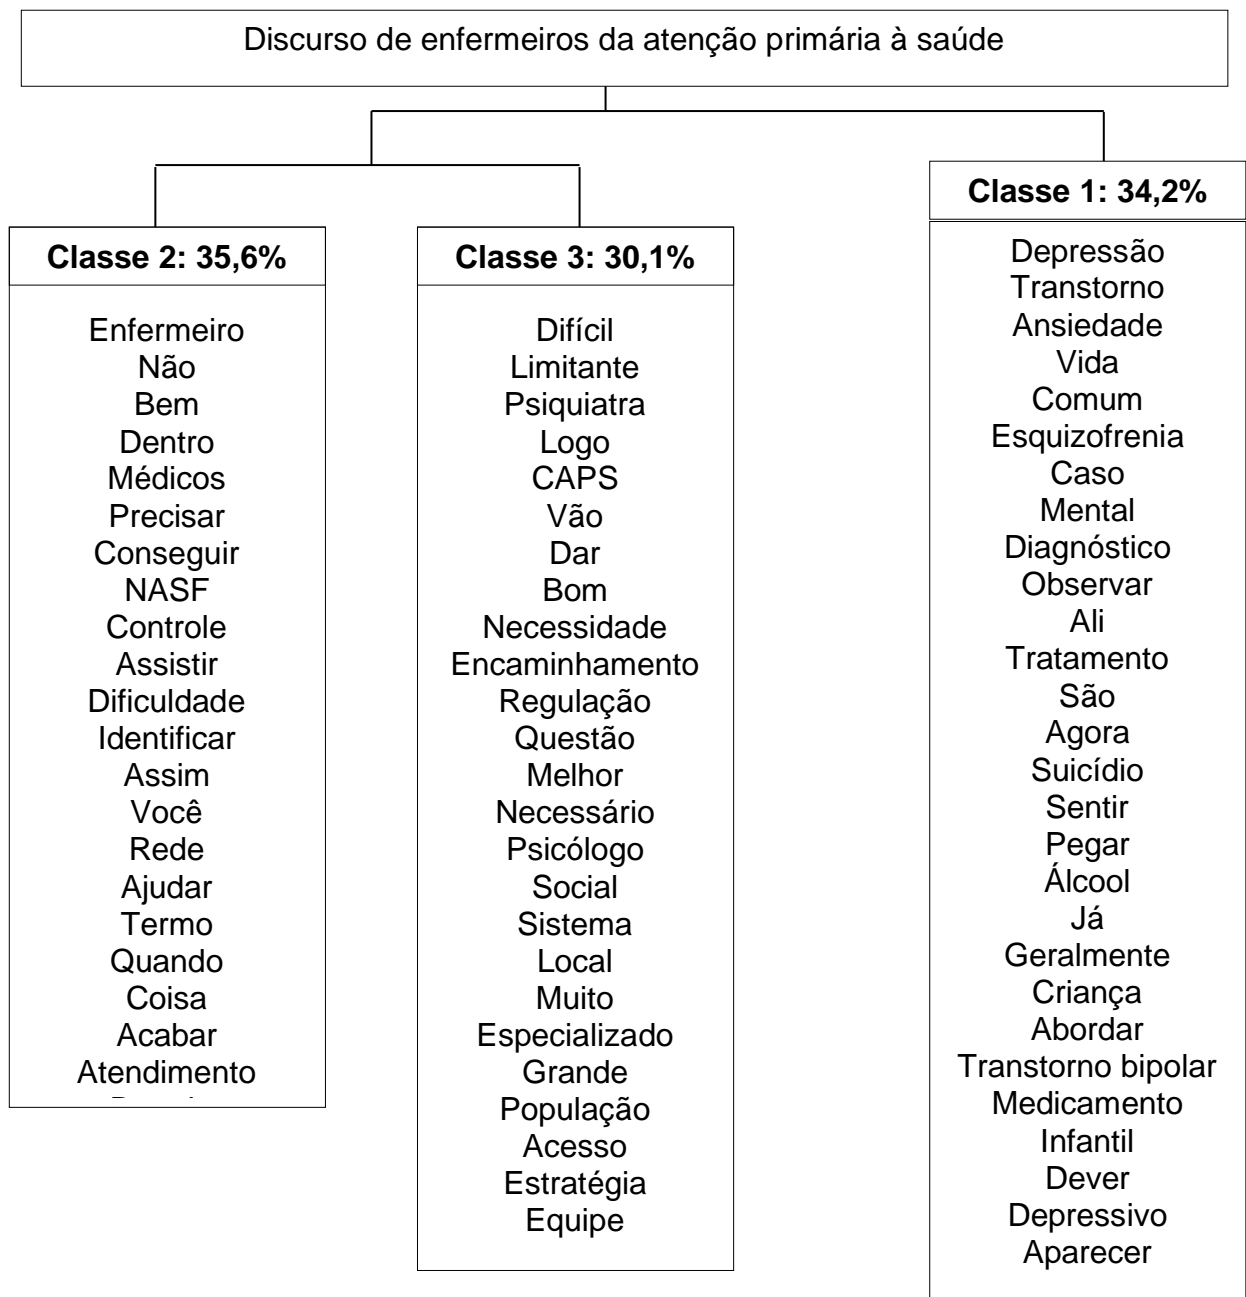 Discurso de enfermeiros da atenção primária à saúde
Classe 2: 35,6%
Enfermeiro
Não
Bem
Dentro
Médicos
Precisar
Conseguir
NASF
Controle
Assistir
Dificuldade
Identificar
Assim
Você
Rede
Ajudar
Termo
Quando
Coisa
Acabar
Atendimento
Classe 3: 30,1%
Difícil
Limitante
Psiquiatra
Logo
CAPS
Vão
Dar
Bom
Necessidade
Encaminhamento
Regulação
Questão
Melhor
Necessário
Psicólogo
Social
Sistema
Local
Muito
Especializado
Grande
População
Acesso
Estratégia
Equipe
Classe 1: 34,2%
Depressão
Transtorno
Ansiedade
Vida
Comum
Esquizofrenia
Caso
Mental
Diagnóstico
Observar
Ali
Tratamento
São
Agora
Suicídio
Sentir
Pegar
Álcool
Já
Geralmente
Criança
Abordar
Transtorno bipolar
Medicamento
Infantil
Dever
Depressivo
Aparecer